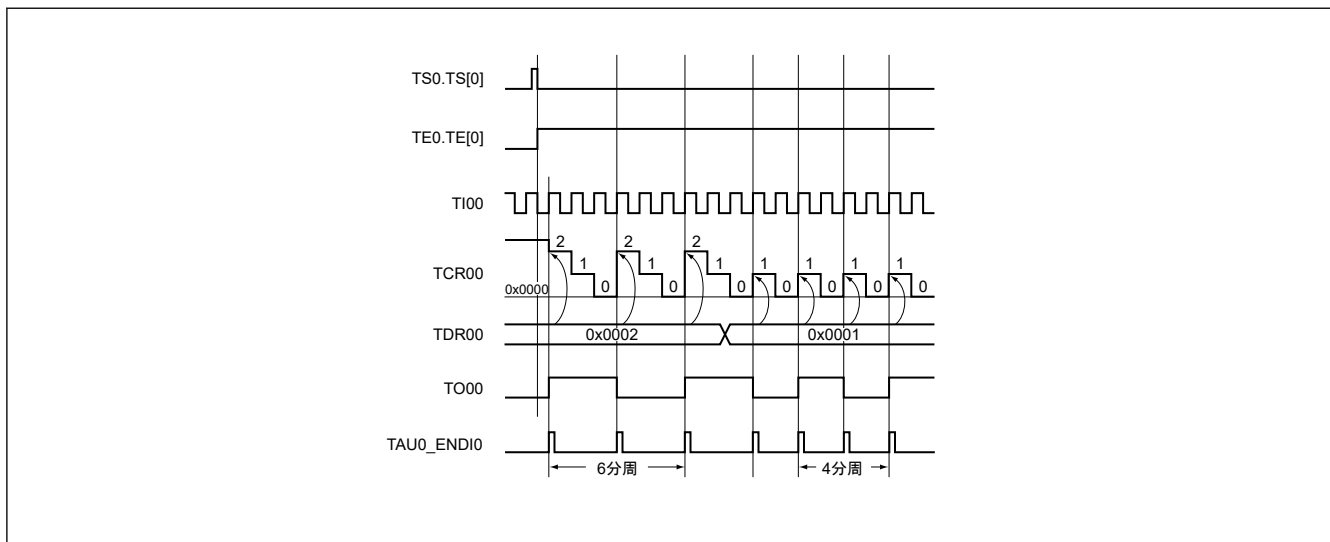 TS0.TS[0]
TE0.TE[0]
TI00
2 2 2
1 1 1 1 1 1 1
TCR00
0 0 0 0 0 0 0
0x0000
TDR00
0x0002 0x0001
TO00
TAU0_ENDI0
6分周 4分周